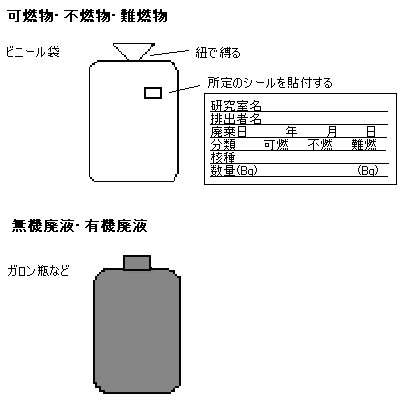 可燃物・不燃物・難燃物
ビニール袋
紐で縛る
所定のシールを貼付する
研究室名
排出者名
廃棄日 年 月 日
分類 可燃 不燃 難燃
核種
数量(Bq) (Bq)
無機廃液・有機廃液
ガロン瓶など